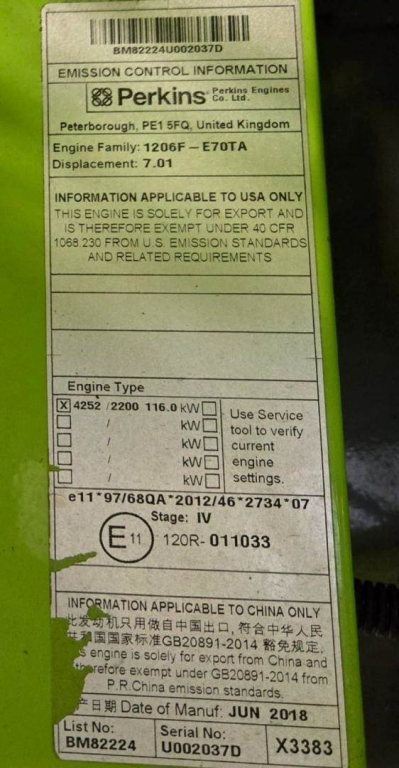 BM82224U002037D
EMISSION CONTROL INFORMATION
Perkins Perkins Engines Co. Ltd.
Peterborough, PE1 5FQ, United Kingdom
Engine Family: 1206F - E70TA
Displacement: 7.01
INFORMATION APPLICABLE TO USA ONLY
THIS ENGINE IS SOLELY FOR EXPORT AND
IS THEREFORE EXEMPT UNDER 40 CFR
1068.230 FROM U.S. EMISSION STANDARDS
AND RELATED REQUIREMENTS
Engine Type
X 4252 /2200 116.0 kW
/ kW
/ kW
/ kW
/ kW
Use Service
tool to verify
current
engine
settings.
e11*97/68QA*2012/46*2734*07
Stage: IV
E 11 120R- 011033
INFORMATION APPLICABLE TO CHINA ONLY
此发动机只用做自中国出口, 符合中华人民
共和国国家标准GB20891-2014 豁免规定。
s engine is solely for export from China and
therefore exempt under GB20891-2014 from
P.R.China emission standards.
产日期 Date of Manuf: JUN 2018
List No:
BM82224
Serial No:
U002037D
X3383